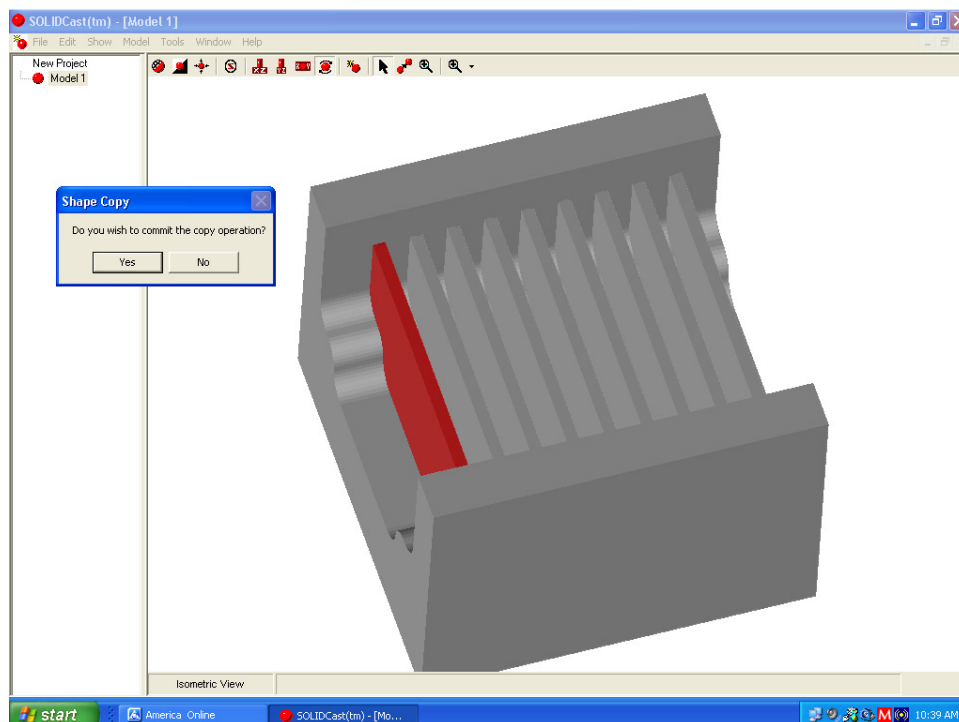 SOLIDCast(tm) - [Model 1]
File Edit Show Model Tools Window Help
New Project
Model 1
Shape Copy
Do you wish to commit the copy operation?
Yes No
Isometric View
start America Online SOLIDCast(tm) - [Mo... M 10:39 AM